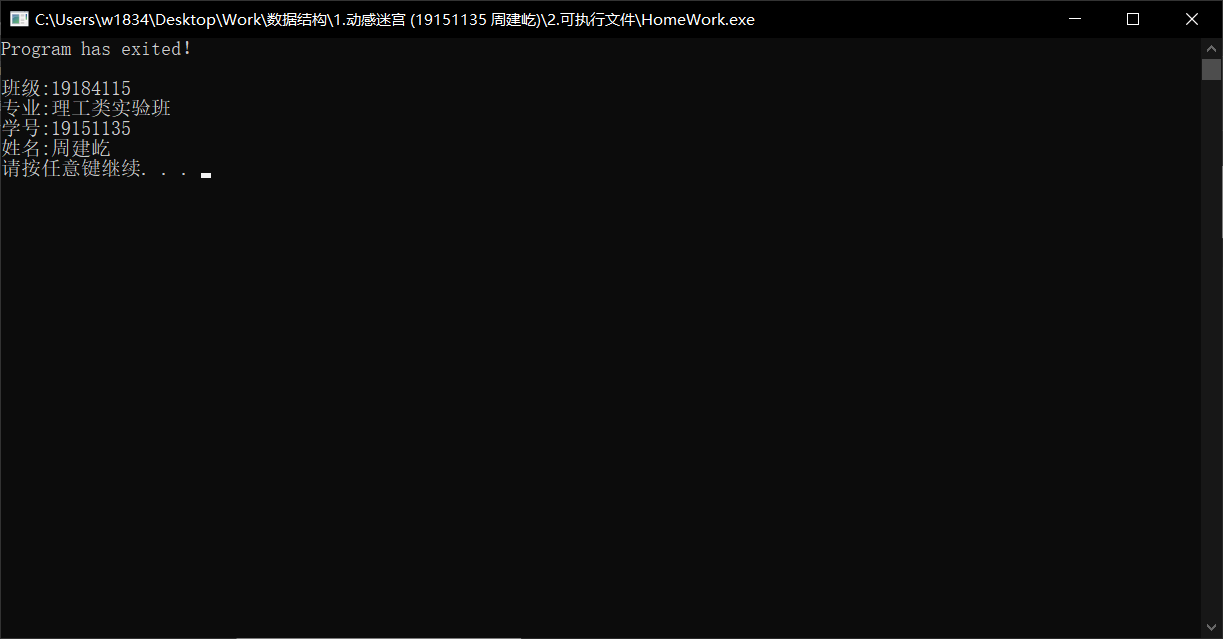 C:\Users\w1834\Desktop\Work\数据结构\1.动感迷宫 (19151135 周建屹)\2.可执行文件\HomeWork.exe
Program has exited!
班级:19184115
专业:理工类实验班
学号:19151135
姓名:周建屹
请按任意键继续. . .